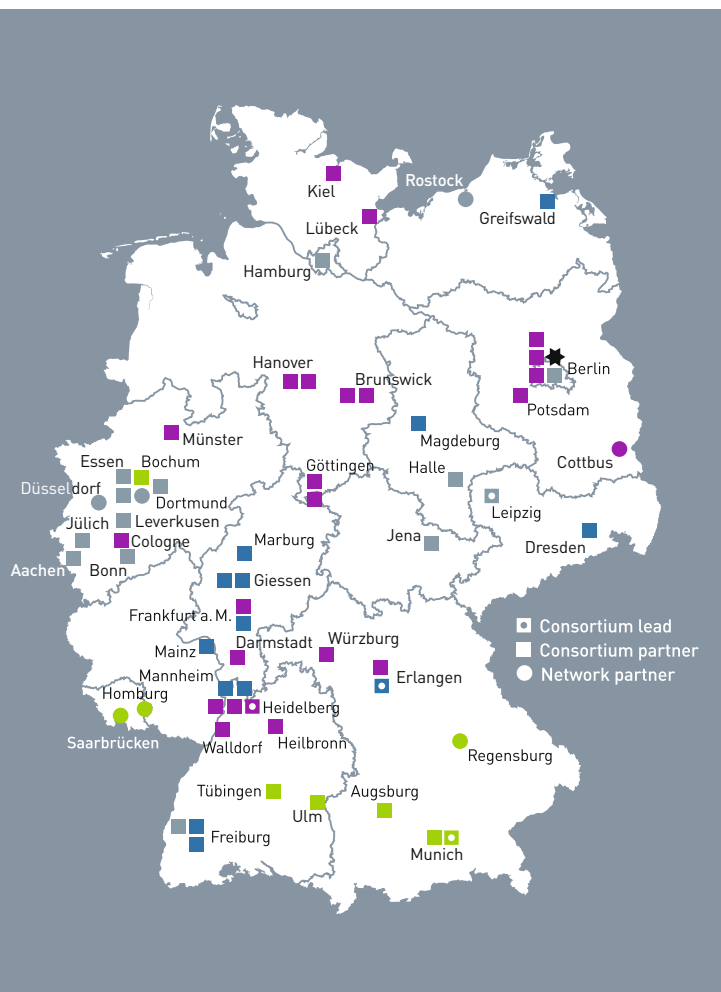 Kiel
Rostock
Lübeck
Greifswald
Hamburg
Hanover
Brunswick
Berlin
Potsdam
Münster
Magdeburg
Essen
Bochum
Göttingen
Halle
Cottbus
Düsseldorf
Dortmund
Leipzig
Jülich
Leverkusen
Cologne
Marburg
Jena
Dresden
Aachen
Bonn
Giessen
Frankfurt a.M.
Mainz
Darmstadt
Würzburg
Consortium lead
Consortium partner
Network partner
Mannheim
Erlangen
Homburg
Heidelberg
Saarbrücken
Walldorf
Heilbronn
Regensburg
Tübingen
Augsburg
Ulm
Freiburg
Munich